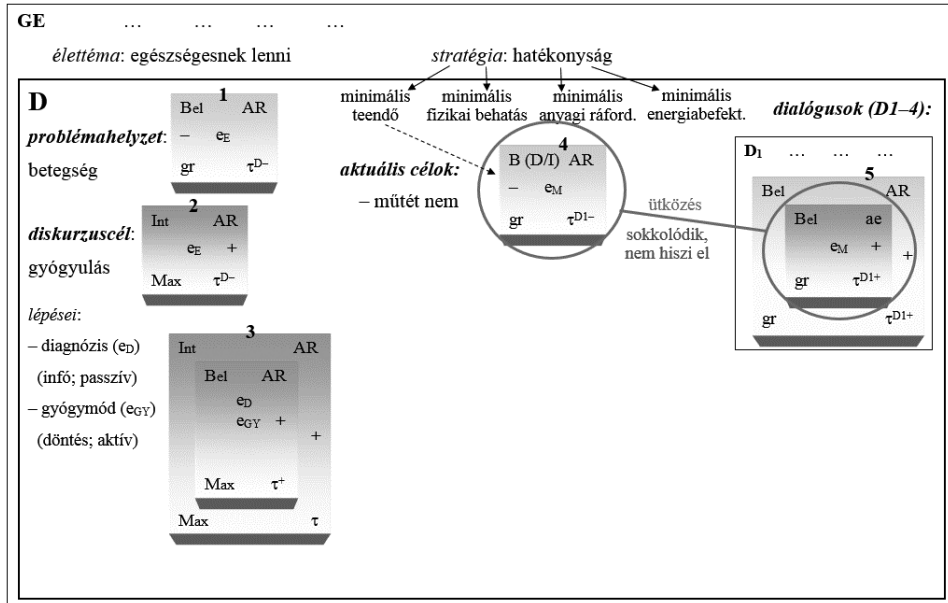 GE … … … …
élettéma: egészségesnek lenni
stratégia: hatékonyság
D
minimális teendő
minimális fizikai behatás
minimális anyagi ráford.
minimális energiabefekt.
dialógusok (D1–4):
problémahelyzet:
betegség
1
Bel AR
– eE
gr τD–
diskurzuscél:
gyógyulás
2
Int AR
eE +
Max τD–
lépései:
– diagnózis (eD)
(infó; passzív)
– gyógymód (eGY)
(döntés; aktív)
3
Int AR
Bel AR
eD
eGY +
+
Max τ+
Max τ
aktuális célok:
– műtét nem
4
B (D/I) AR
– eM
gr τD1–
ütközés
sokkolódik,
nem hiszi el
D1 … … …
5
Bel AR
Bel ae
eM +
+
gr τD1+
gr τD1+